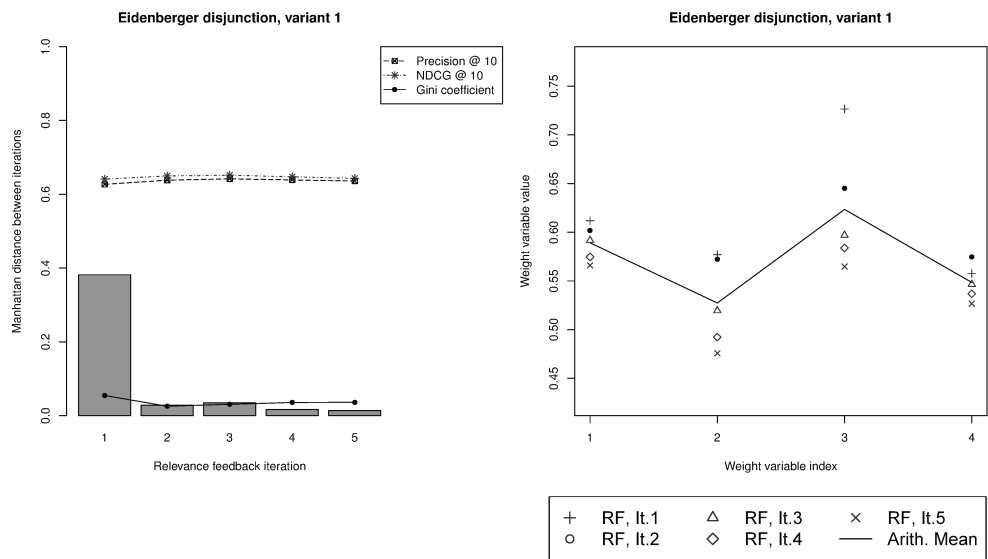 Eidenberger disjunction, variant 1
Manhattan distance between iterations
1.0
0.8
0.6
0.4
0.2
0.0
Precision @ 10
NDCG @ 10
Gini coefficient
1 2 3 4 5
Relevance feedback iteration
Eidenberger disjunction, variant 1
Weight variable value
0.75
0.70
0.65
0.60
0.55
0.50
0.45
1 2 3 4
Weight variable index
RF, It.1 RF, It.3 RF, It.5
RF, It.2 RF, It.4 Arith. Mean